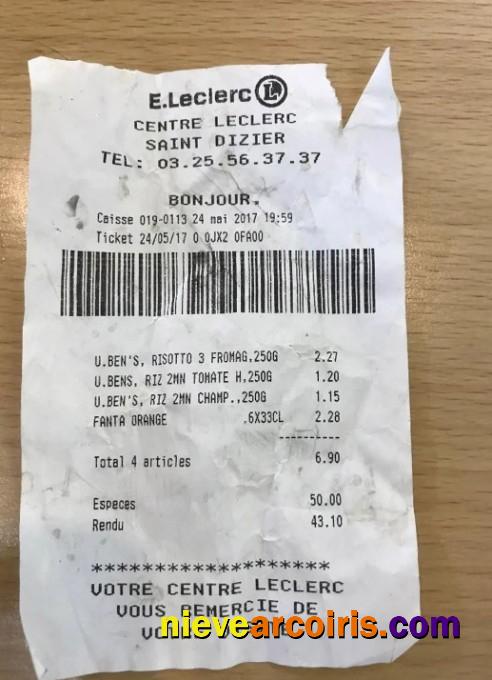 E.Leclerc L
CENTRE LECLERC
SAINT DIZIER
TEL: 03.25.56.37.37
BONJOUR.
Caisse 019-0113 24 mai 2017 19:59
Ticket 24/05/17 0 0JX2 0FA00
U.BEN'S, RISOTTO 3 FROMAG,250G 2.27
U.BENS, RIZ 2MN TOMATE H,250G 1.20
U.BEN'S, RIZ 2MN CHAMP.,250G 1.15
FANTA ORANGE .6X33CL 2.28
----------
Total 4 articles 6.90
Especes 50.00
Rendu 43.10
*******************
VOTRE CENTRE LECLERC
VOUS REMERCIE DE
nievearcoiris.com